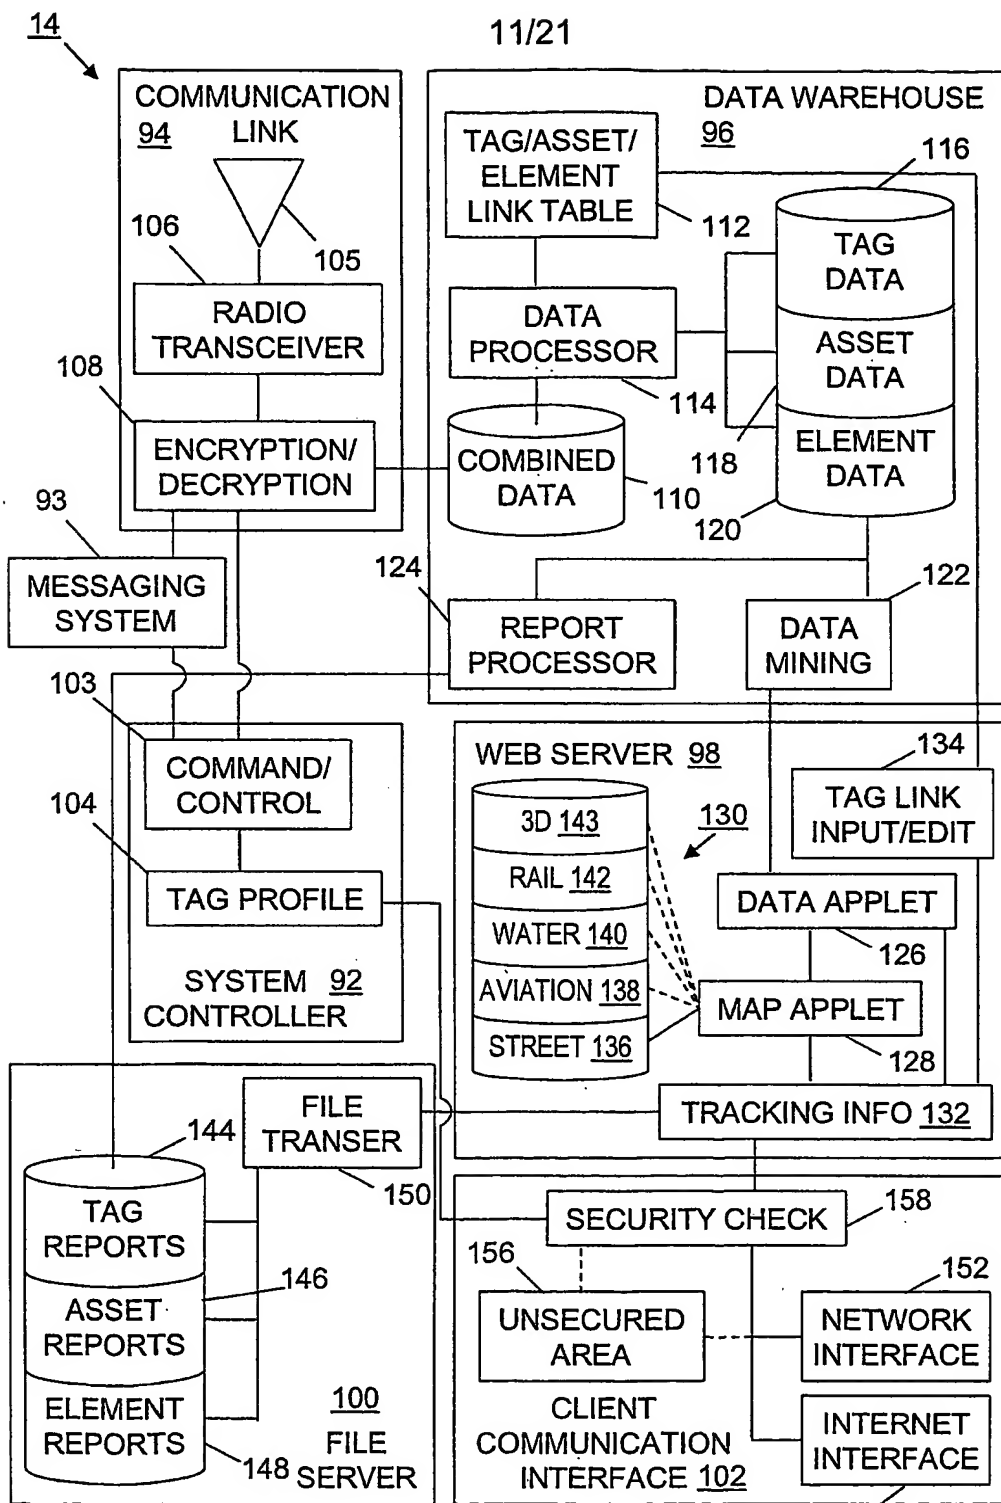 14
11/21
COMMUNICATION
94 LINK
106
105
RADIO
TRANSCEIVER
108
ENCRYPTION/
DECRYPTION
93
MESSAGING
SYSTEM
DATA WAREHOUSE
96
TAG/ASSET/
ELEMENT
LINK TABLE
112
116
TAG
DATA
DATA
PROCESSOR
114
ASSET
DATA
118
ELEMENT
DATA
120
COMBINED
DATA
110
124
REPORT
PROCESSOR
122
DATA
MINING
103
COMMAND/
CONTROL
104
TAG PROFILE
SYSTEM 92
CONTROLLER
WEB SERVER 98
3D 143
RAIL 142
WATER 140
AVIATION 138
STREET 136
130
134
TAG LINK
INPUT/EDIT
DATA APPLET
126
MAP APPLET
128
TRACKING INFO 132
FILE
TRANSER
150
144
TAG
REPORTS
146
ASSET
REPORTS
ELEMENT
REPORTS
148
100
FILE
SERVER
SECURITY CHECK
158
156
UNSECURED
AREA
152
NETWORK
INTERFACE
INTERNET
INTERFACE
CLIENT
COMMUNICATION
INTERFACE 102